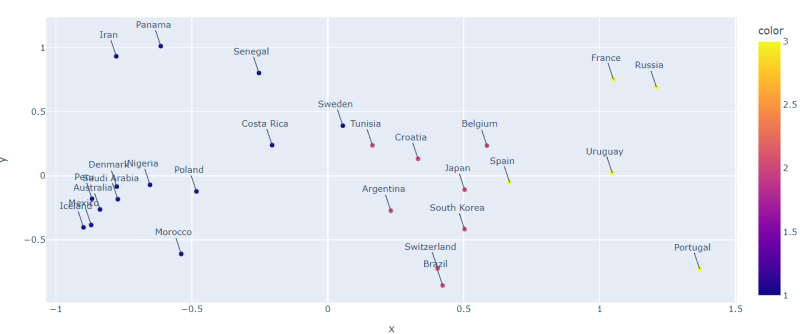 color
Panama
Iran
Senegal
France
Russia
Sweden
Costa Rica
Tunisia
Croatia
Belgium
Denmark
Nigeria
Poland
Japan
Spain
Uruguay
Peru
Saudi Arabia
Australia
Mexico
Iceland
Argentina
South Korea
Morocco
Switzerland
Brazil
Portugal
1
0.5
0
−0.5
y
−1
−0.5
0
0.5
1
1.5
x
3
2.5
2
1.5
1